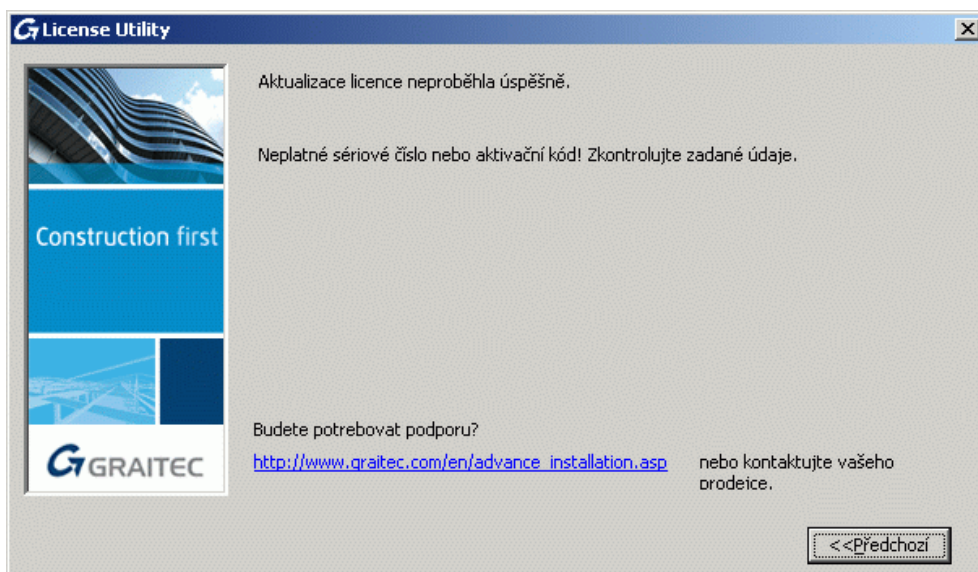 License Utility
Aktualizace licence neproběhla úspěšně.
Neplatné sériové číslo nebo aktivační kód! Zkontrolujte zadané údaje.
Construction first
Budete potrebovat podporu?
http://www.graitec.com/en/advance_installation.asp
nebo kontaktujte vašeho
prodejce.
GRAITEC
<<Předchozí